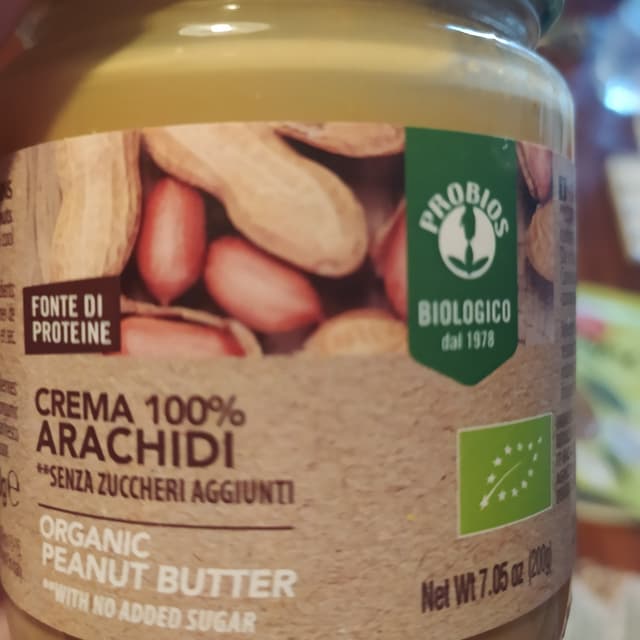 PROBIOS
BIOLOGICO
dal 1978
FONTE DI
PROTEINE
CREMA 100%
ARACHIDI
**SENZA ZUCCHERI AGGIUNTI
ORGANIC
PEANUT BUTTER
**WITH NO ADDED SUGAR
Net Wt 7.05 oz (200g)